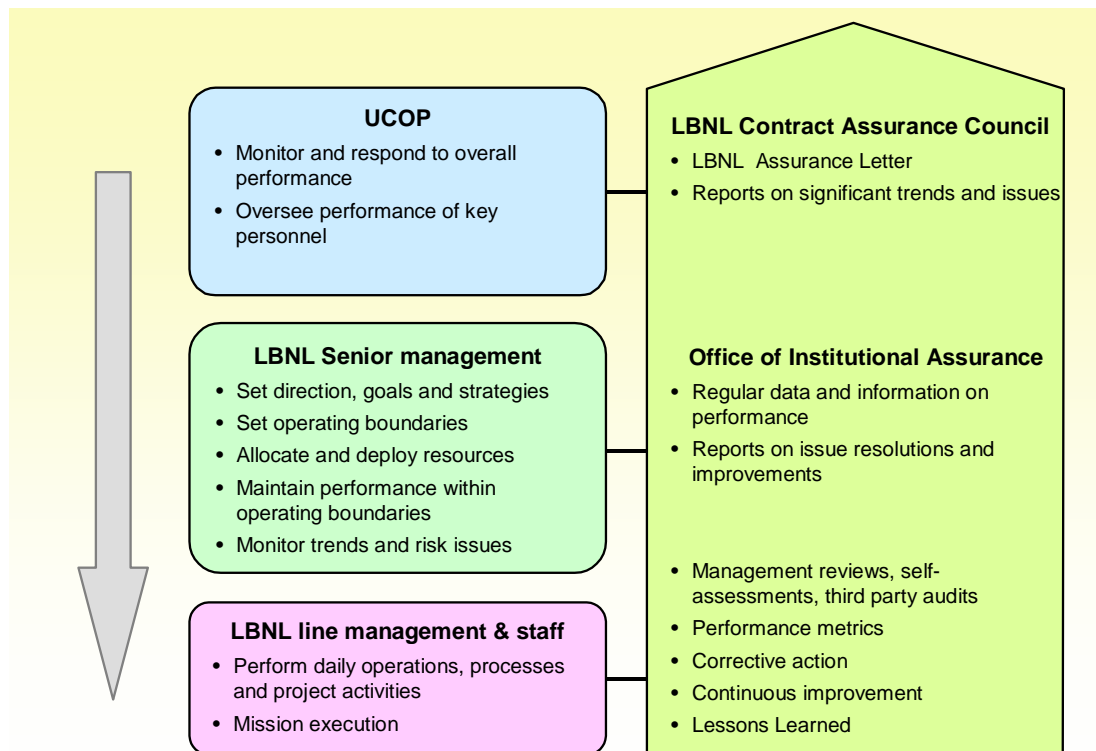 UCOP
• Monitor and respond to overall
performance
• Oversee performance of key
personnel
LBNL Contract Assurance Council
• LBNL Assurance Letter
• Reports on significant trends and issues
LBNL Senior management
• Set direction, goals and strategies
• Set operating boundaries
• Allocate and deploy resources
• Maintain performance within
operating boundaries
• Monitor trends and risk issues
Office of Institutional Assurance
• Regular data and information on
performance
• Reports on issue resolutions and
improvements
LBNL line management & staff
• Perform daily operations, processes
and project activities
• Mission execution
• Management reviews, self-
assessments, third party audits
• Performance metrics
• Corrective action
• Continuous improvement
• Lessons Learned